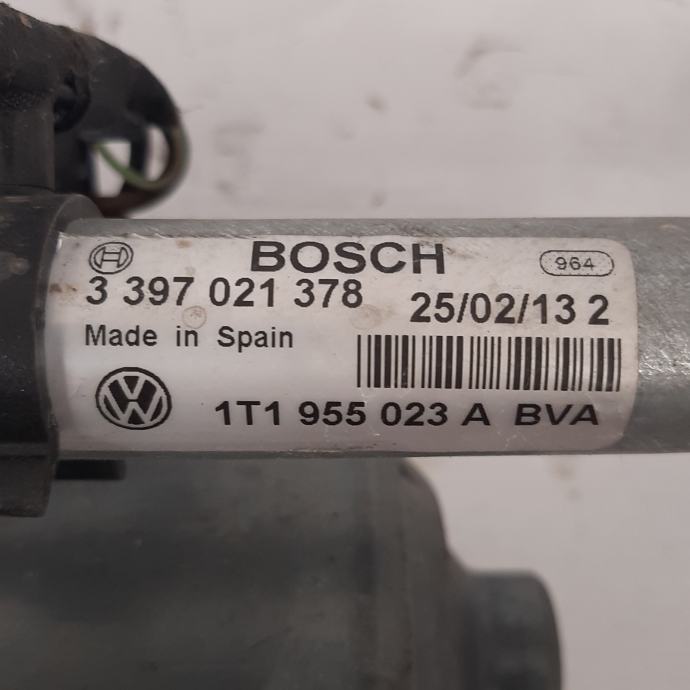 BOSCH 964
3 397 021 378 25/02/13 2
Made in Spain
1T1 955 023 A BVA